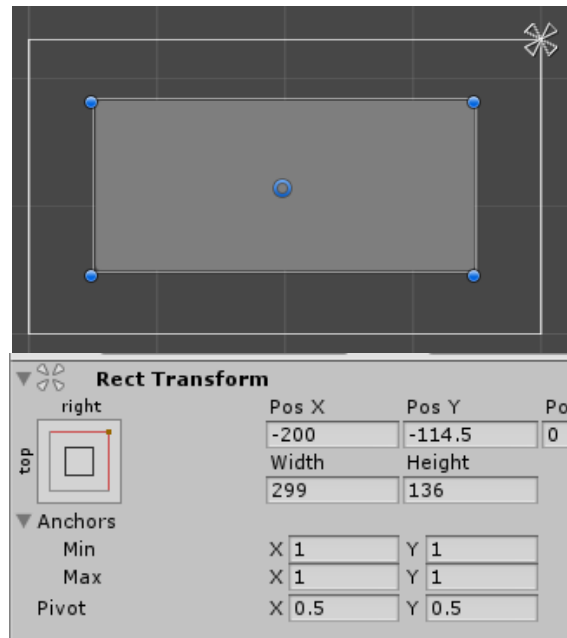 Rect Transform
right
Pos X Pos Y Po
-200 -114.5 0
top
Width Height
299 136
Anchors
Min X 1 Y 1
Max X 1 Y 1
Pivot X 0.5 Y 0.5